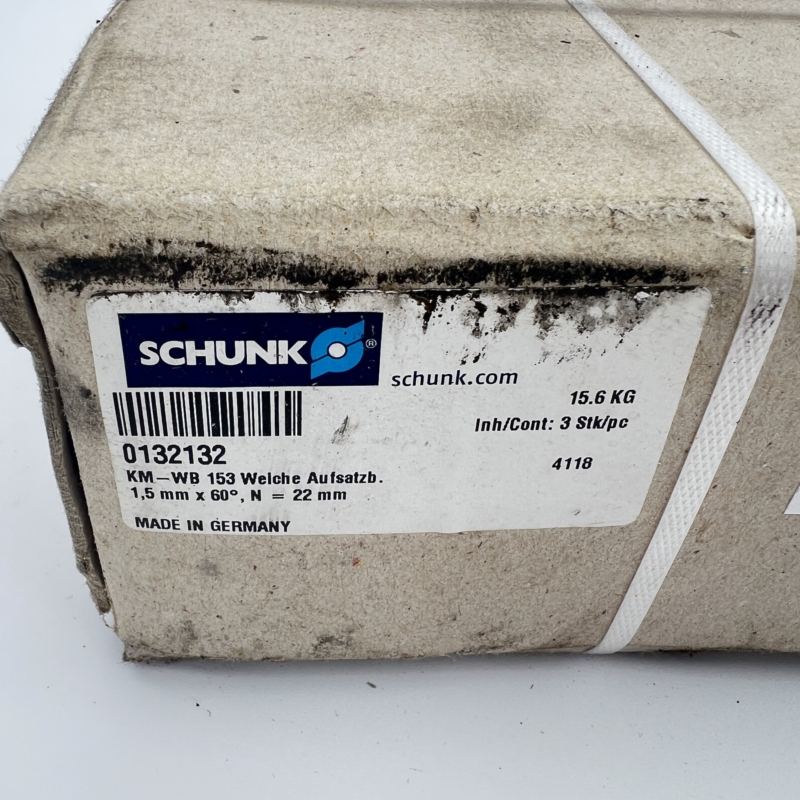 SCHUNK ®
schunk.com
15.6 KG
Inh/Cont: 3 Stk/pc
0132132
4118
KM-WB 153 Weiche Aufsatzb.
1,5 mm x 60°, N = 22 mm
MADE IN GERMANY